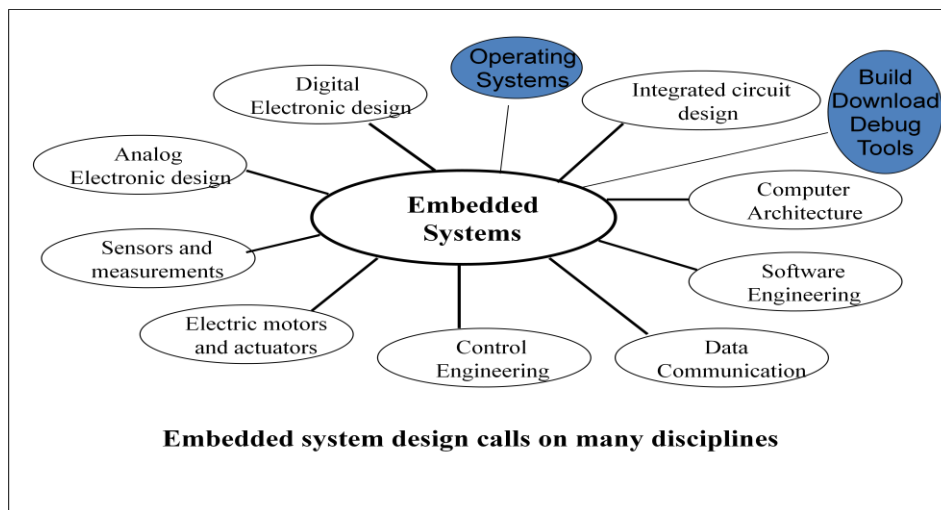 Operating
Systems
Build
Download
Debug
Tools
Digital
Electronic design
Integrated circuit
design
Analog
Electronic design
Computer
Architecture
Embedded
Systems
Sensors and
measurements
Software
Engineering
Electric motors
and actuators
Control
Engineering
Data
Communication
Embedded system design calls on many disciplines